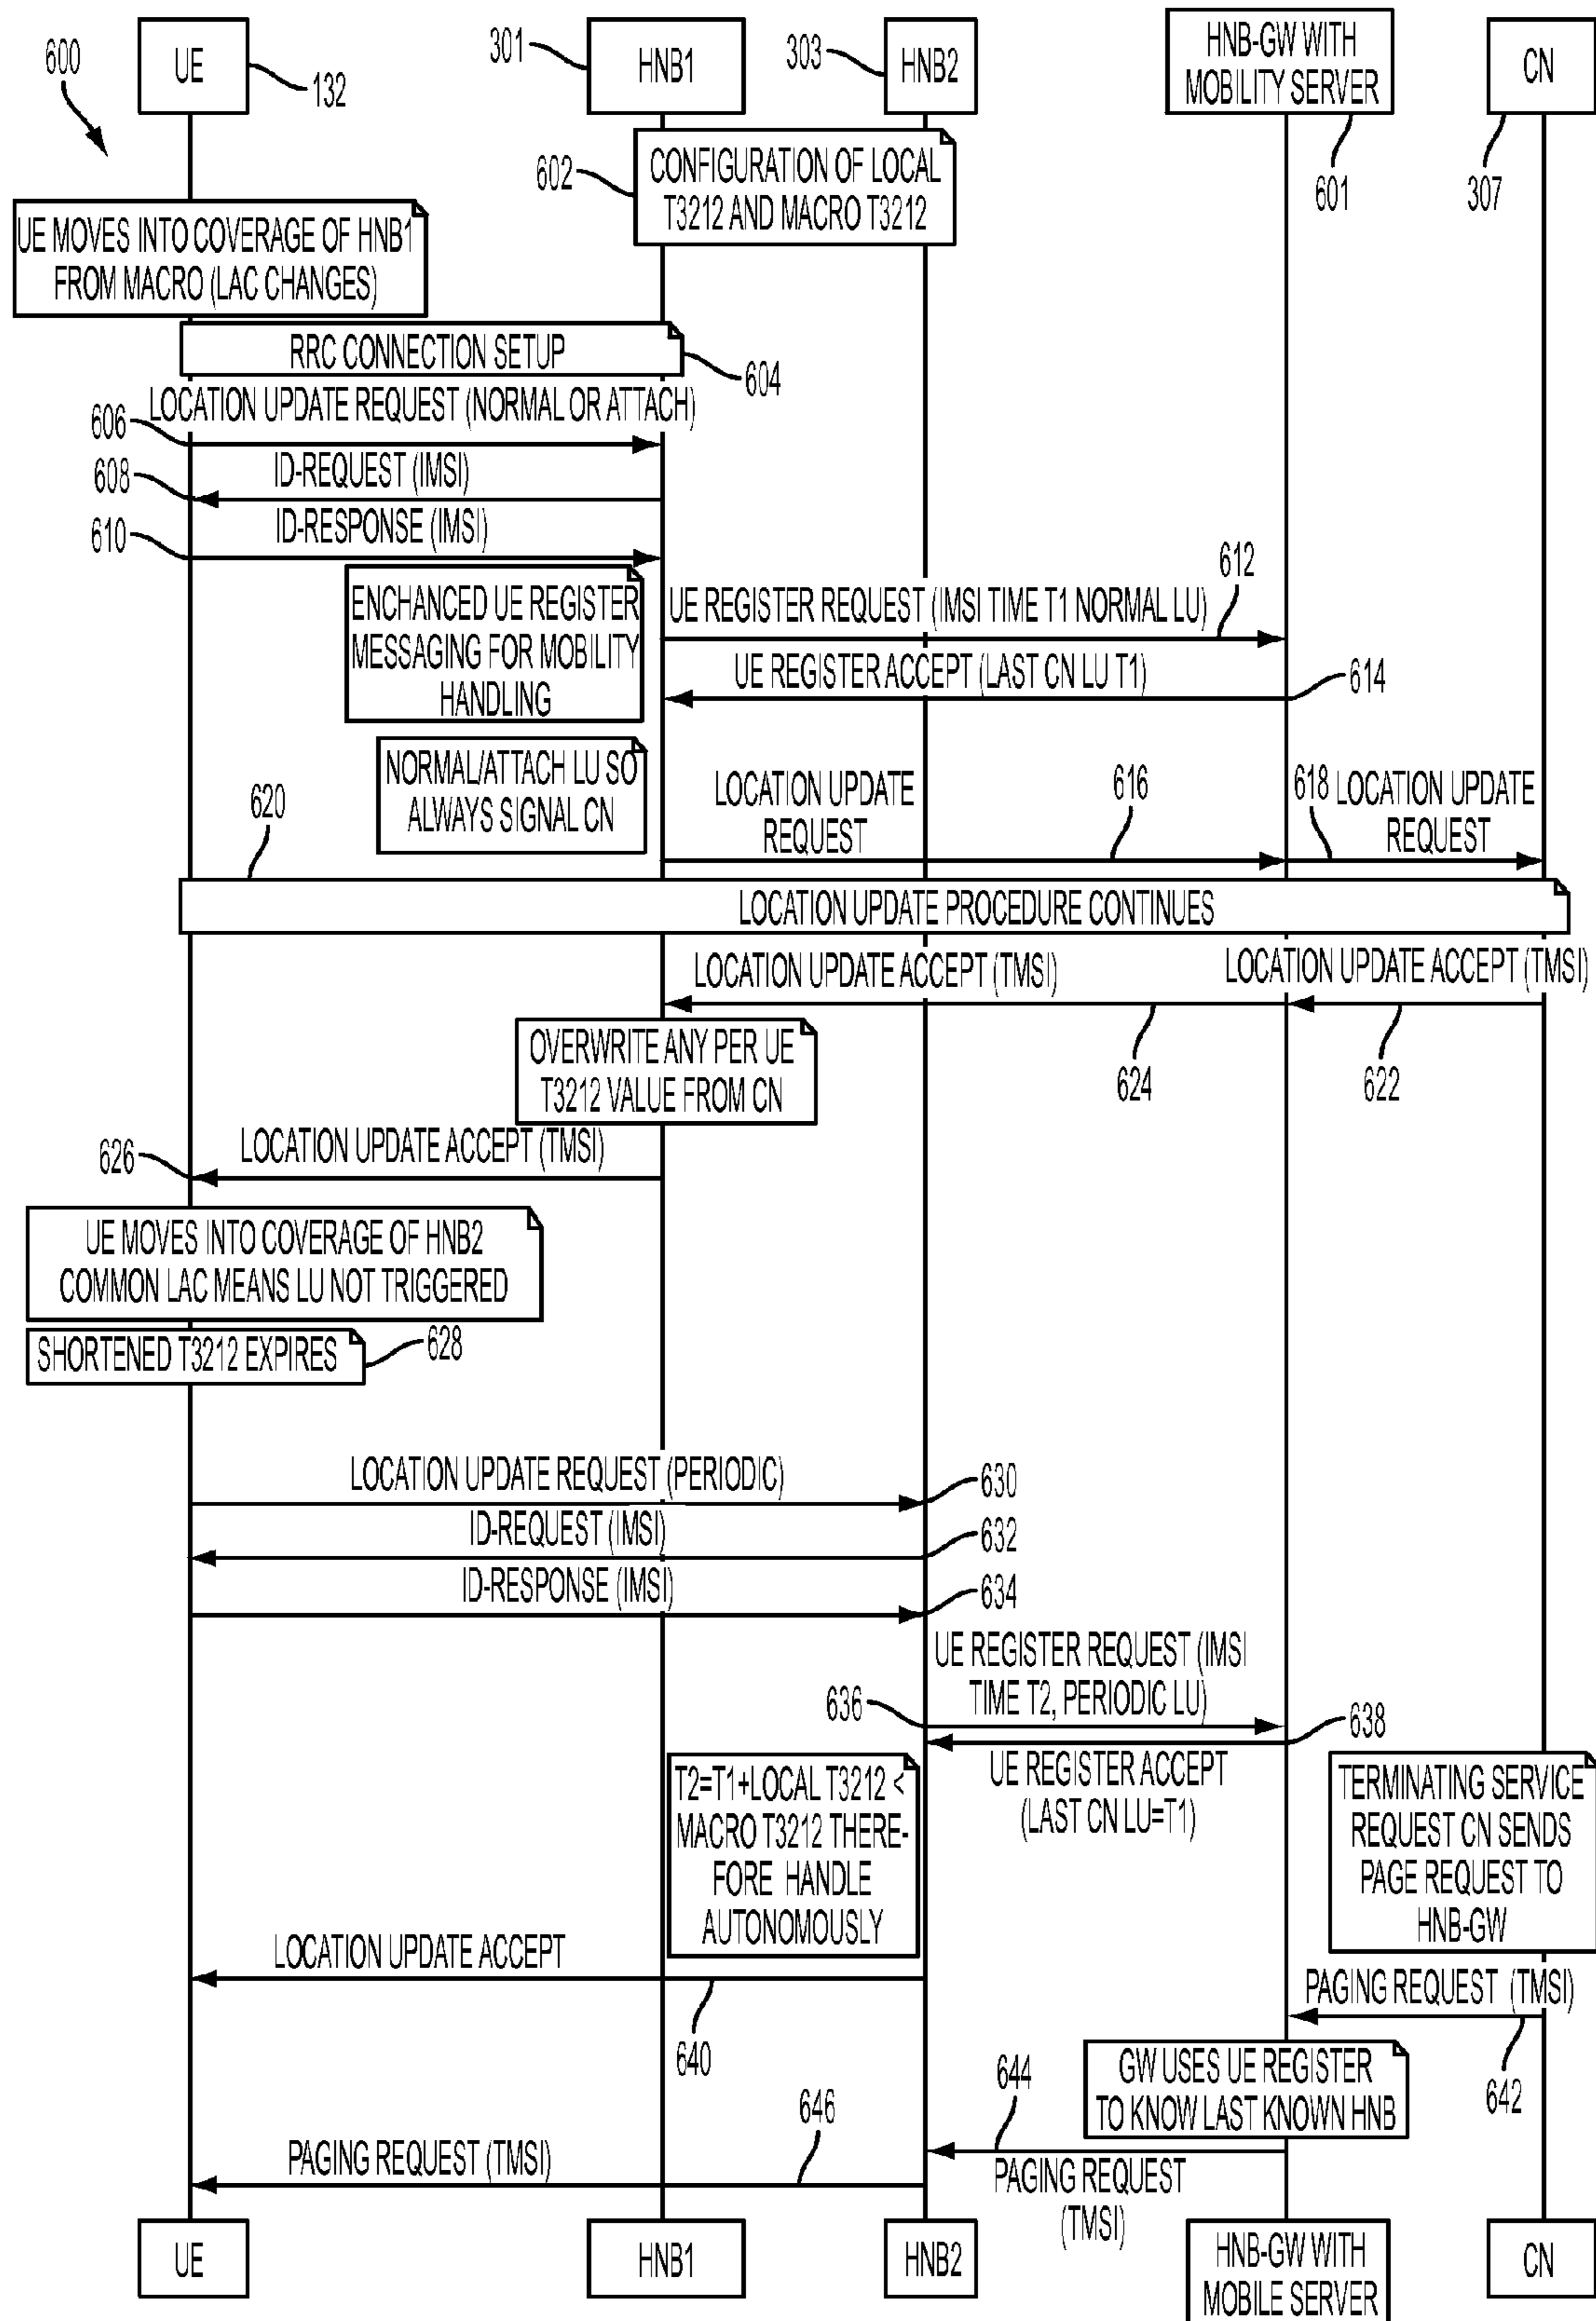 600
UE
132
301
HNB1
303
HNB2
HNB-GW WITH
MOBILITY SERVER
601
CN
307
602
CONFIGURATION OF LOCAL
T3212 AND MACRO T3212
UE MOVES INTO COVERAGE OF HNB1
FROM MACRO (LAC CHANGES)
RRC CONNECTION SETUP
604
LOCATION UPDATE REQUEST (NORMAL OR ATTACH)
606
ID-REQUEST (IMSI)
608
ID-RESPONSE (IMSI)
610
ENCHANCED UE REGISTER
MESSAGING FOR MOBILITY
HANDLING
612
UE REGISTER REQUEST (IMSI TIME T1 NORMAL LU)
UE REGISTER ACCEPT (LAST CN LU T1)
614
NORMAL/ATTACH LU SO
ALWAYS SIGNAL CN
LOCATION UPDATE
REQUEST
616
618
LOCATION UPDATE
REQUEST
620
LOCATION UPDATE PROCEDURE CONTINUES
LOCATION UPDATE ACCEPT (TMSI)
LOCATION UPDATE ACCEPT (TMSI)
624
622
OVERWRITE ANY PER UE
T3212 VALUE FROM CN
LOCATION UPDATE ACCEPT (TMSI)
626
UE MOVES INTO COVERAGE OF HNB2
COMMON LAC MEANS LU NOT TRIGGERED
SHORTENED T3212 EXPIRES
628
LOCATION UPDATE REQUEST (PERIODIC)
630
ID-REQUEST (IMSI)
632
ID-RESPONSE (IMSI)
634
UE REGISTER REQUEST (IMSI
TIME T2, PERIODIC LU)
636
638
UE REGISTER ACCEPT
(LAST CN LU=T1)
T2=T1+LOCAL T3212 <
MACRO T3212 THERE-
FORE HANDLE
AUTONOMOUSLY
TERMINATING SERVICE
REQUEST CN SENDS
PAGE REQUEST TO
HNB-GW
LOCATION UPDATE ACCEPT
640
PAGING REQUEST (TMSI)
642
GW USES UE REGISTER
TO KNOW LAST KNOWN HNB
644
646
PAGING REQUEST (TMSI)
PAGING REQUEST
(TMSI)
UE
HNB1
HNB2
HNB-GW WITH
MOBILE SERVER
CN